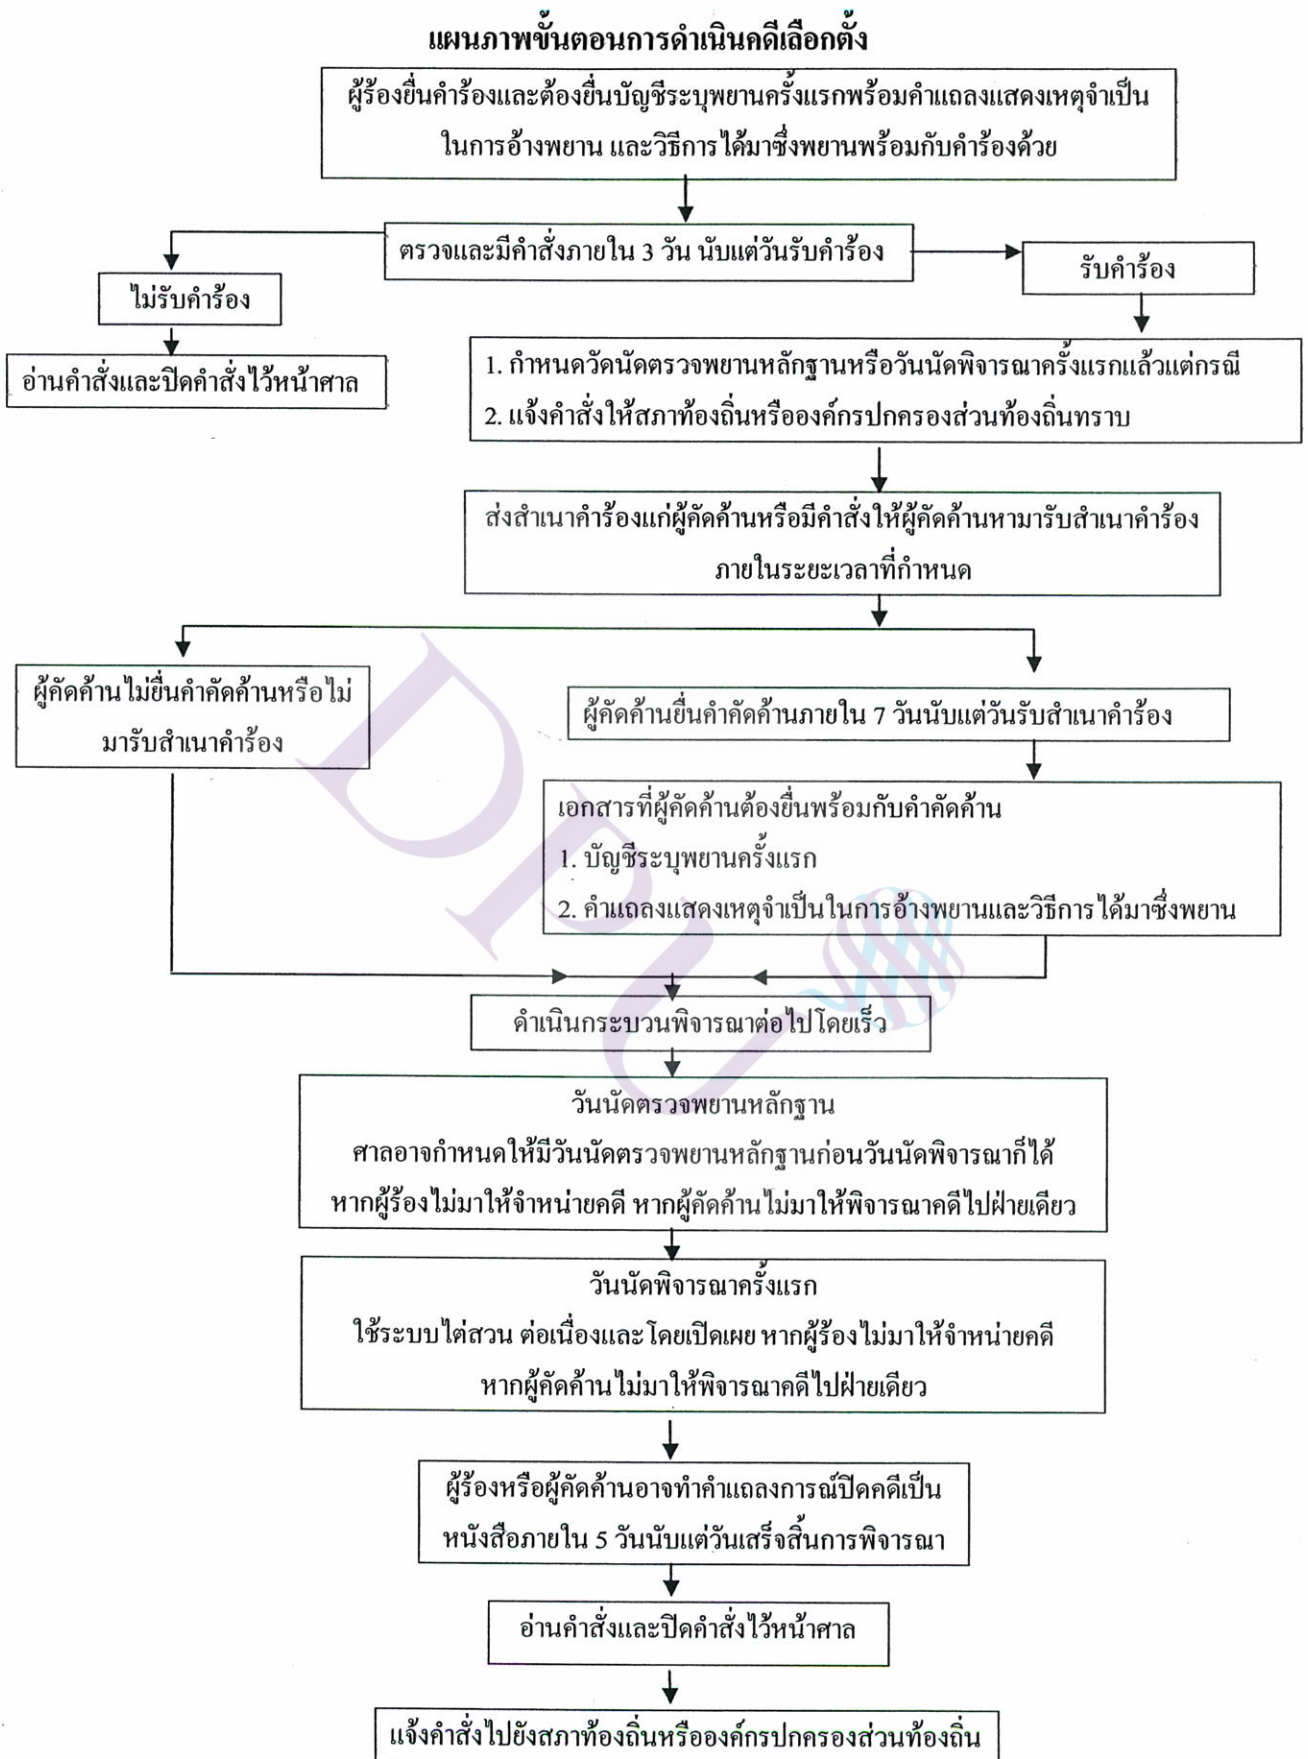 แผนภาพขั้นตอนการดำเนินคดีเลือกตั้ง
ผู้ร้องยื่นคำร้องและต้องยื่นบัญชีระบุพยานครั้งแรกพร้อมคำแถลงแสดงเหตุจำเป็น
ในการอ้างพยาน และวิธีการได้มาซึ่งพยานพร้อมกับคำร้องด้วย
ตรวจและมีคำสั่งภายใน 3 วัน นับแต่วันรับคำร้อง
รับคำร้อง
ไม่รับคำร้อง
อ่านคำสั่งและปิดคำสั่งไว้หน้าศาล
1. กำหนดวัดนัดตรวจพยานหลักฐานหรือวันนัดพิจารณาครั้งแรกแล้วแต่กรณี
2. แจ้งคำสั่งให้สภาท้องถิ่นหรือองค์กรปกครองส่วนท้องถิ่นทราบ
ส่งสำเนาคำร้องแก่ผู้คัดค้านหรือมีคำสั่งให้ผู้คัดค้านหามารับสำเนาคำร้อง
ภายในระยะเวลาที่กำหนด
ผู้คัดค้านไม่ยื่นคำคัดค้านหรือไม่
มารับสำเนาคำร้อง
ผู้คัดค้านยื่นคำคัดค้านภายใน 7 วันนับแต่วันรับสำเนาคำร้อง
เอกสารที่ผู้คัดค้านต้องยื่นพร้อมกับคำคัดค้าน
1. บัญชีระบุพยานครั้งแรก
2. คำแถลงแสดงเหตุจำเป็นในการอ้างพยานและวิธีการได้มาซึ่งพยาน
ดำเนินกระบวนพิจารณาต่อไปโดยเร็ว
วันนัดตรวจพยานหลักฐาน
ศาลอาจกำหนดให้มีวันนัดตรวจพยานหลักฐานก่อนวันนัดพิจารณาก็ได้
หากผู้ร้องไม่มาให้จำหน่ายคดี หากผู้คัดค้านไม่มาให้พิจารณาคดีไปฝ่ายเดียว
วันนัดพิจารณาครั้งแรก
ใช้ระบบไต่สวน ต่อเนื่องและโดยเปิดเผย หากผู้ร้องไม่มาให้จำหน่ายคดี
หากผู้คัดค้านไม่มาให้พิจารณาคดีไปฝ่ายเดียว
ผู้ร้องหรือผู้คัดค้านอาจทำคำแถลงการณ์ปิดคดีเป็น
หนังสือภายใน 5 วันนับแต่วันเสร็จสิ้นการพิจารณา
อ่านคำสั่งและปิดคำสั่งไว้หน้าศาล
แจ้งคำสั่งไปยังสภาท้องถิ่นหรือองค์กรปกครองส่วนท้องถิ่น
DPU